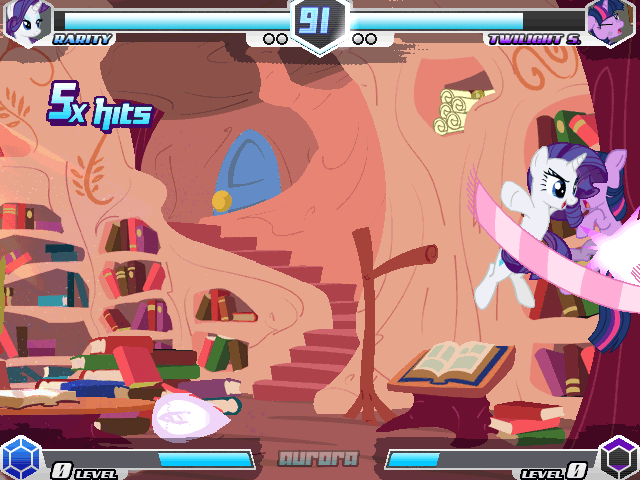 91
RARITY
TWILIGHT S.
5x hits
0 LEVEL
aurora
LEVEL 0